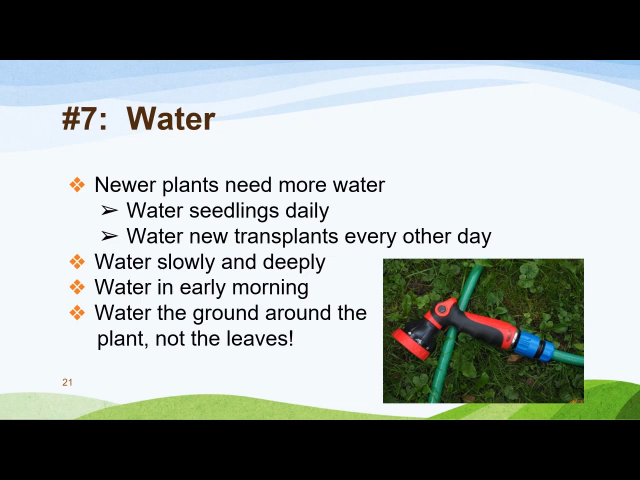 #7:  Water
❖ Newer plants need more water
➢ Water seedlings daily
➢ Water new transplants every other day
❖ Water slowly and deeply
❖ Water in early morning
❖ Water the ground around the
plant, not the leaves!
21